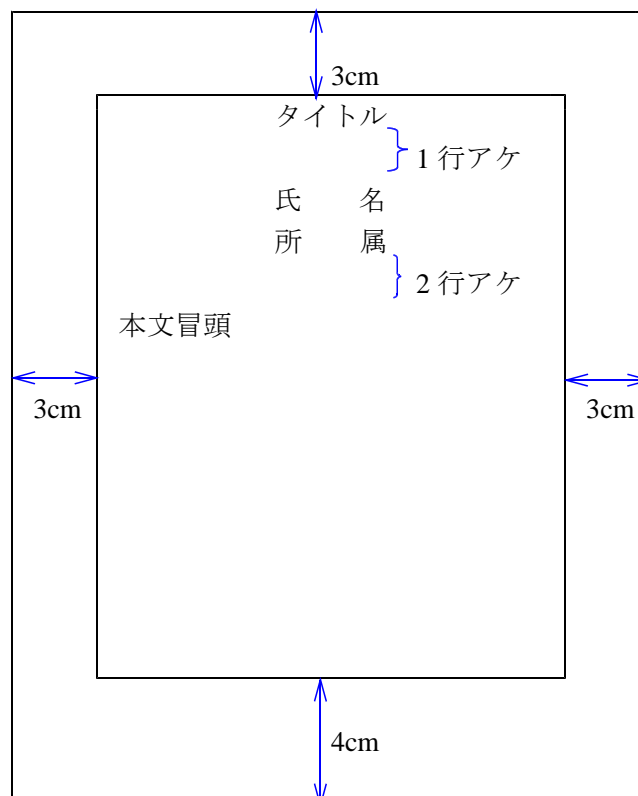 3cm
タイトル
1 行アケ
氏　　名
所　　属
2 行アケ
本文冒頭
3cm
3cm
4cm